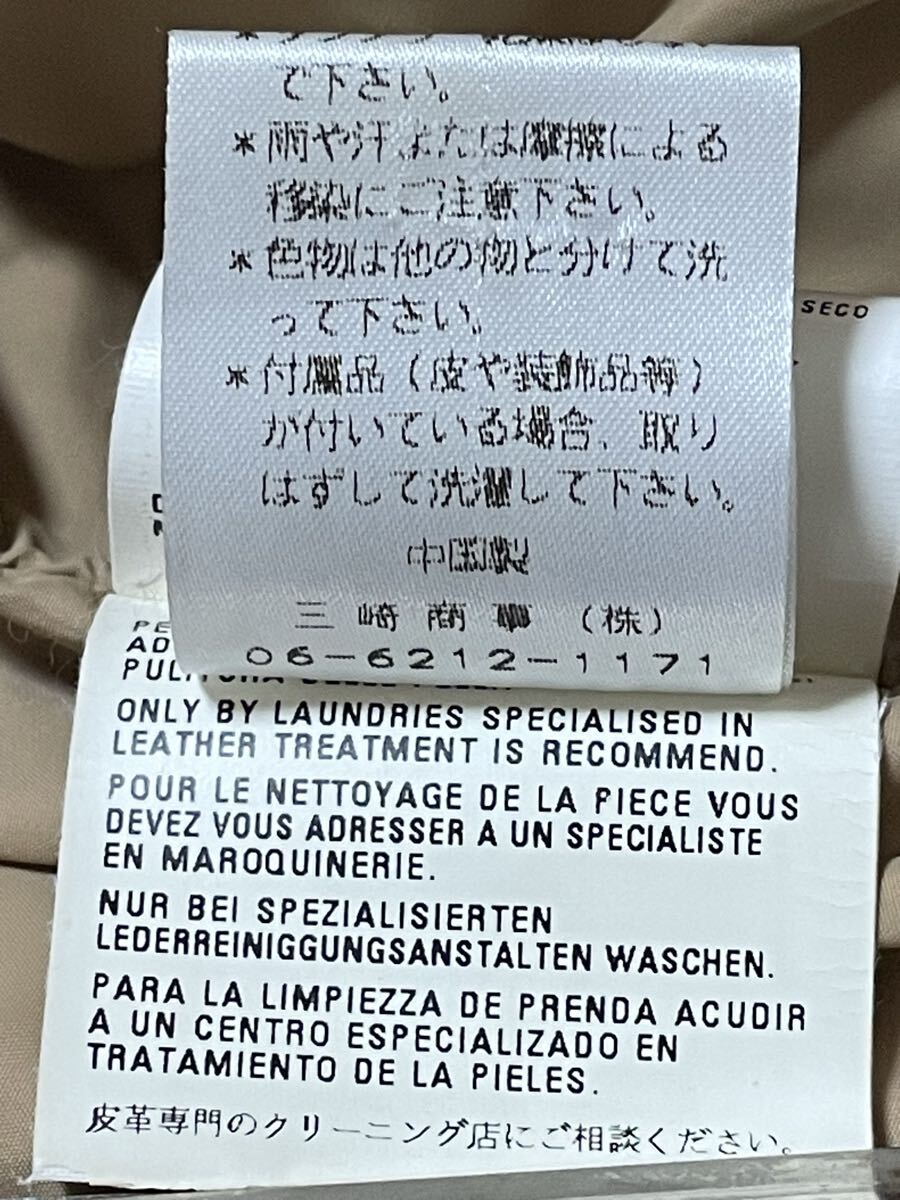 で下さい。
*雨や汗または摩擦による
移染にご注意下さい。
*色物は他の物と分けて洗
って下さい。
*付属品(皮や装飾品等)
が付いている場合、取り
はずして洗濯して下さい。
中国製
三崎商事(株)
06-6212-1171
SECO
PE
AD
ONLY BY LAUNDRIES SPECIALISED IN
LEATHER TREATMENT IS RECOMMEND.
POUR LE NETTOYAGE DE LA PIECE VOUS
DEVEZ VOUS ADRESSER A UN SPECIALISTE
EN MAROQUINERIE.
NUR BEI SPEZIALISIERTEN
LEDERREINIGGUNGSANSTALTEN WASCHEN.
PARA LA LIMPIEZZA DE PRENDA ACUDIR
A UN CENTRO ESPECIALIZADO EN
TRATAMIENTO DE LA PIELES.
皮革専門のクリーニング店にご相談ください。